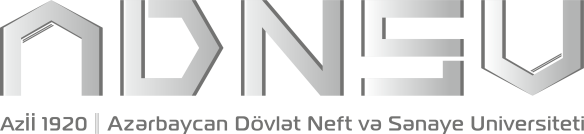 ADNSU
Azİİ 1920 || Azərbaycan Dövlət Neft və Sənaye Universiteti